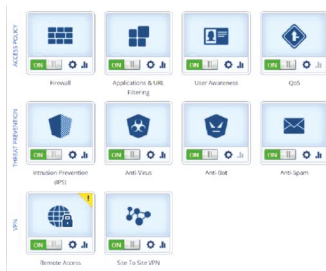 ACCESS POLICY
ON
Firewall
ON
Applications & URL
Filtering
ON
User Awareness
ON
QoS
THREAT PREVENTION
ON
Intrusion Prevention
(IPS)
ON
Anti-Virus
ON
Anti-Bot
ON
Anti-Spam
VPN
!
ON
Remote Access
ON
Site To Site VPN